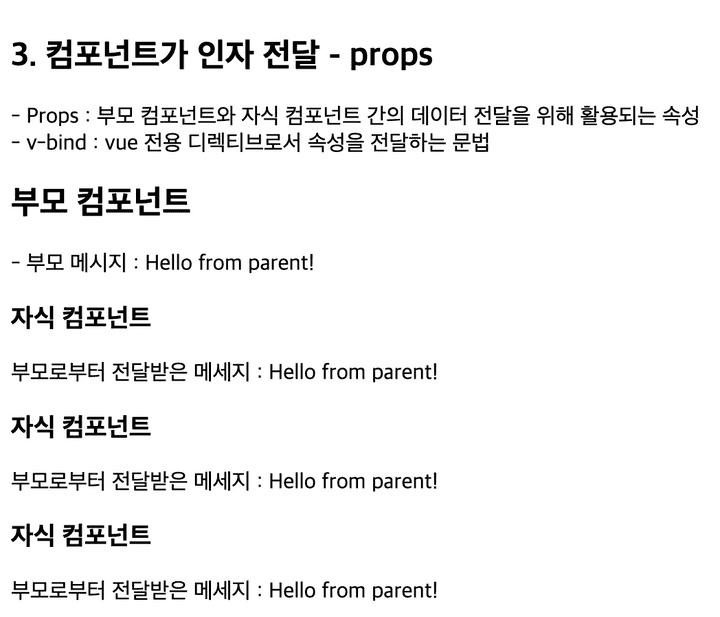 3. 컴포넌트가 인자 전달 - props
- Props : 부모 컴포넌트와 자식 컴포넌트 간의 데이터 전달을 위해 활용되는 속성
- v-bind : vue 전용 디렉티브로서 속성을 전달하는 문법
부모 컴포넌트
- 부모 메시지 : Hello from parent!
자식 컴포넌트
부모로부터 전달받은 메세지 : Hello from parent!
자식 컴포넌트
부모로부터 전달받은 메세지 : Hello from parent!
자식 컴포넌트
부모로부터 전달받은 메세지 : Hello from parent!